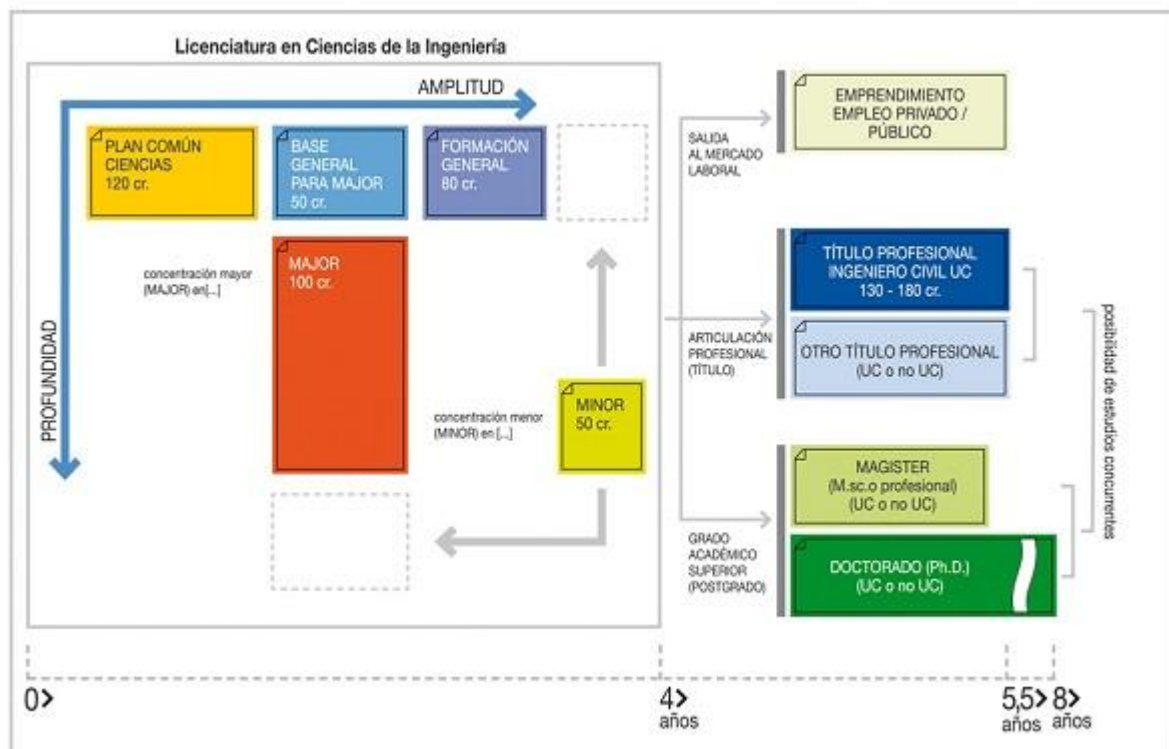 Licenciatura en Ciencias de la Ingeniería
AMPLITUD
PROFUNDIDAD
PLAN COMÚN
CIENCIAS
120 cr.
BASE
GENERAL
PARA MAJOR
50 cr.
FORMACIÓN
GENERAL
80 cr.
concentración mayor
(MAJOR) en[...]
MAJOR
100 cr.
concentración menor
(MINOR) en [...]
MINOR
50 cr.
SALIDA
AL MERCADO
LABORAL
EMPRENDIMIENTO
EMPLEO PRIVADO /
PÚBLICO
ARTICULACIÓN
PROFESIONAL
(TÍTULO)
TÍTULO PROFESIONAL
INGENIERO CIVIL UC
130 - 180 cr.
OTRO TÍTULO PROFESIONAL
(UC o no UC)
GRADO
ACADÉMICO
SUPERIOR
(POSTGRADO)
MAGISTER
(M.sc.o profesional)
(UC o no UC)
DOCTORADO (Ph.D.)
(UC o no UC)
posibilidad de estudios concurrentes
0>
4>
años
5,5>
años
8>
años